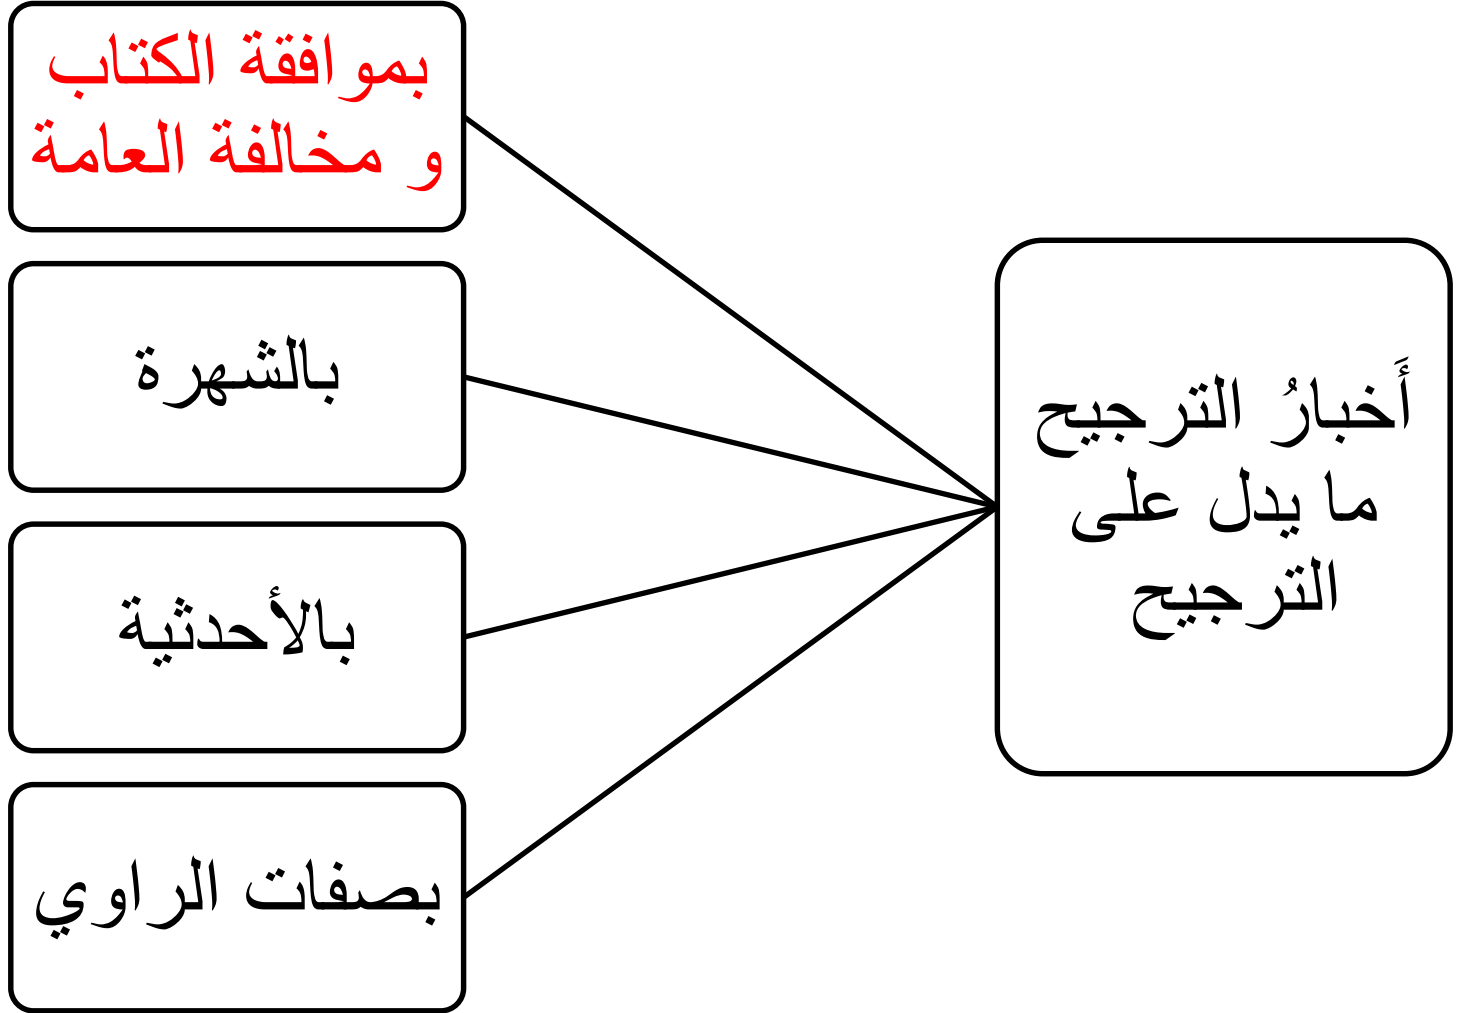 أَخبارُ الترجيح
ما يدل على
الترجيح
بموافقة الكتاب
و مخالفة العامة
بالشهرة
بالأحدثية
بصفات الراوي